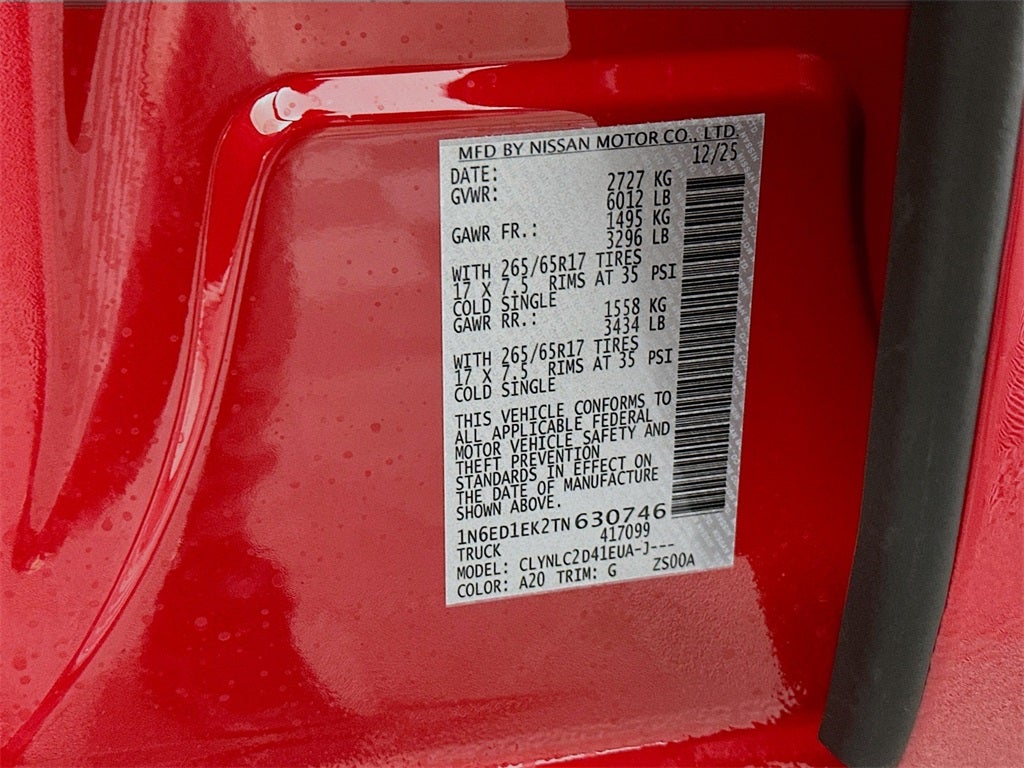 MFD BY NISSAN MOTOR CO., LTD.
DATE: 12/25
GVWR: 2727 KG
6012 LB
GAWR FR.: 1495 KG
3296 LB
WITH 265/65R17 TIRES
17 X 7.5 RIMS AT 35 PSI
COLD SINGLE
GAWR RR.: 1558 KG
3434 LB
WITH 265/65R17 TIRES
17 X 7.5 RIMS AT 35 PSI
COLD SINGLE
THIS VEHICLE CONFORMS TO
ALL APPLICABLE FEDERAL
MOTOR VEHICLE SAFETY AND
THEFT PREVENTION
STANDARDS IN EFFECT ON
THE DATE OF MANUFACTURE
SHOWN ABOVE.
1N6ED1EK2TN630746
TRUCK 417099
MODEL: CLYNLC2D41EUA-J---
COLOR: A20 TRIM: G ZS00A